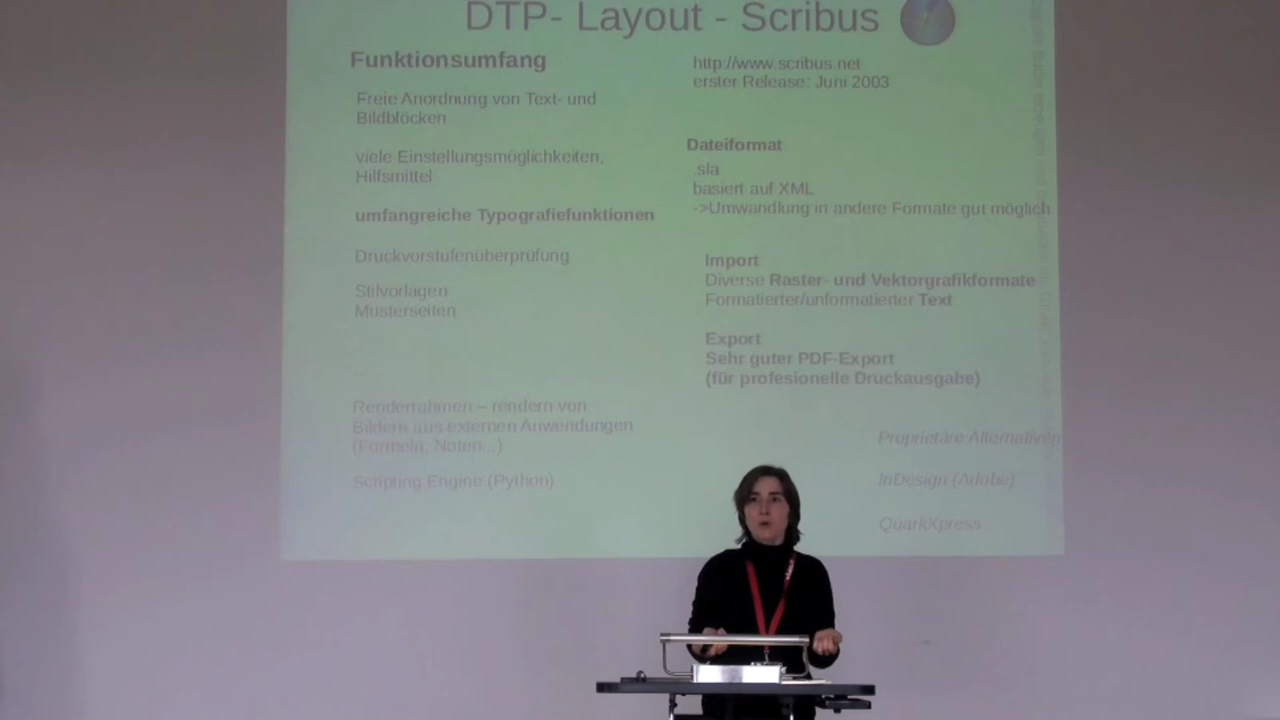 DTP- Layout - Scribus
Funktionsumfang
Freie Anordnung von Text- und
Bildblöcken
viele Einstellungsmöglichkeiten,
Hilfsmittel
umfangreiche Typografiefunktionen
Druckvorstufenüberprüfung
Stilvorlagen
Musterseiten
Renderrahmen – rendern von
Bildern aus externen Anwendungen
(Formeln, Noten...)
Scripting Engine (Python)
http://www.scribus.net
erster Release: Juni 2003
Dateiformat
.sla
basiert auf XML
->Umwandlung in andere Formate gut möglich
Import
Diverse Raster- und Vektorgrafikformate
Formatierter/unformatierter Text
Export
Sehr guter PDF-Export
(für profesionelle Druckausgabe)
Proprietäre Alternativen
InDesign (Adobe)
QuarkXpress